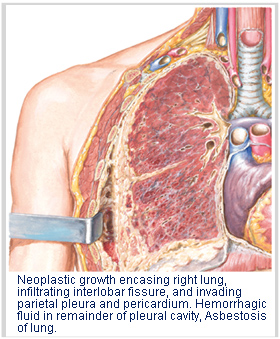 Neoplastic growth encasing right lung,
infiltrating interlobar fissure, and invading
parietal pleura and pericardium. Hemorrhagic
fluid in remainder of pleural cavity, Asbestosis
of lung.